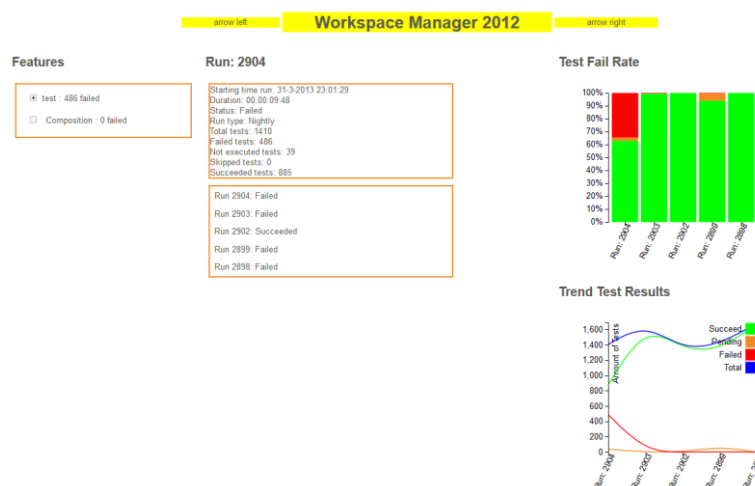 arrow left
Workspace Manager 2012
arrow right
Features
test : 486 failed
Composition : 0 failed
Run: 2904
Starting time run: 31-3-2013 23:01:29
Duration: 00.00:09:48
Status: Failed
Run type: Nightly
Total tests: 1410
Failed tests: 486
Not executed tests: 39
Skipped tests: 0
Succeeded tests: 885
Run 2904: Failed
Run 2903: Failed
Run 2902: Succeeded
Run 2899: Failed
Run 2898: Failed
Test Fail Rate
100%
90%
80%
70%
60%
50%
40%
30%
20%
10%
0%
Run: 2904
Run: 2903
Run: 2902
Run: 2899
Run: 2898
Trend Test Results
1,600
1,400
1,200
1,000
800
600
400
200
0
Amount of tests
Succeed
Pending
Failed
Total
Run: 2904
Run: 2903
Run: 2902
Run: 2899